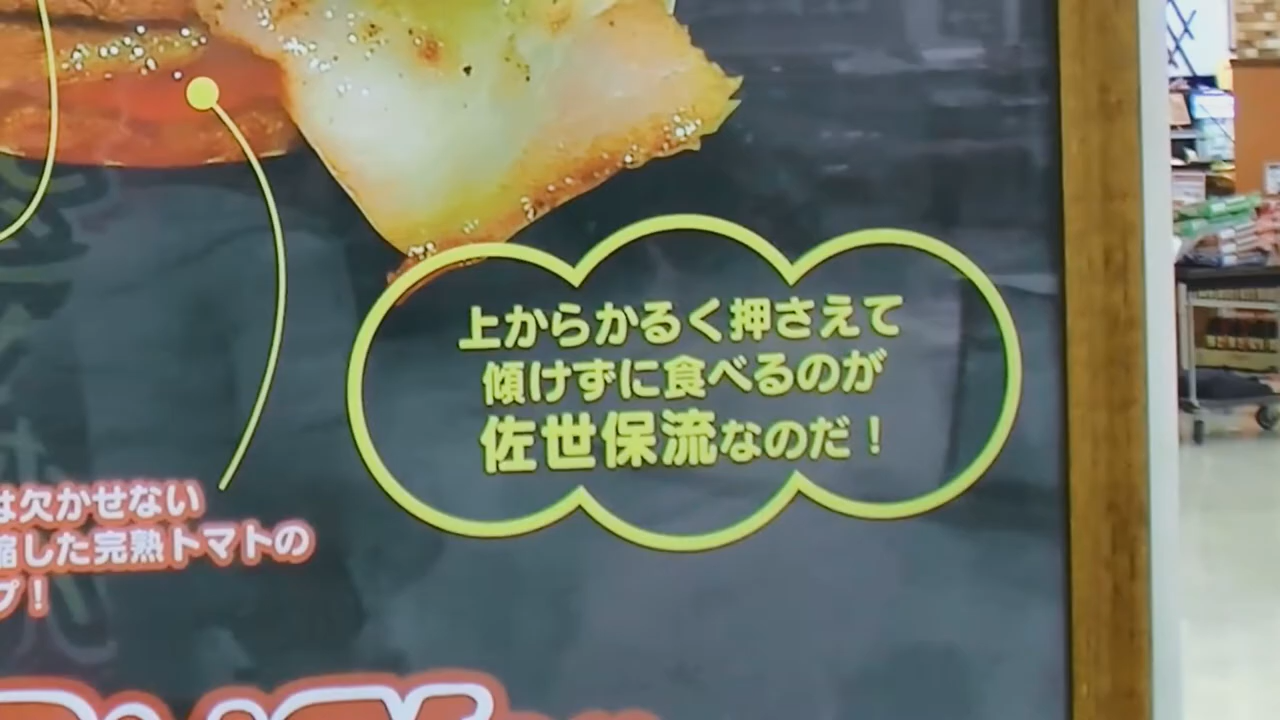 上からかるく押さえて
傾けずに食べるのが
佐世保流なのだ！
は欠かせない
縮した完熟トマトの
プ！